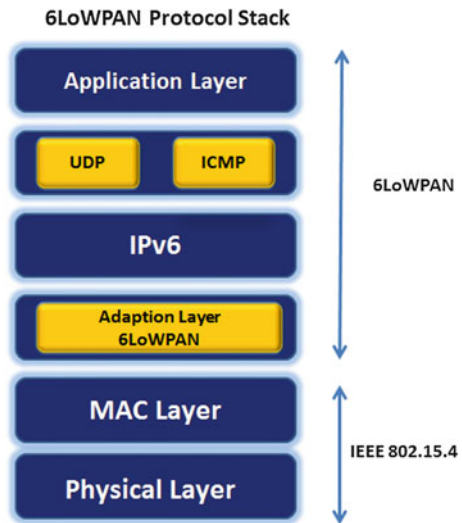 6LoWPAN Protocol Stack
Application Layer
UDP
ICMP
6LoWPAN
IPv6
Adaption Layer
6LoWPAN
MAC Layer
IEEE 802.15.4
Physical Layer